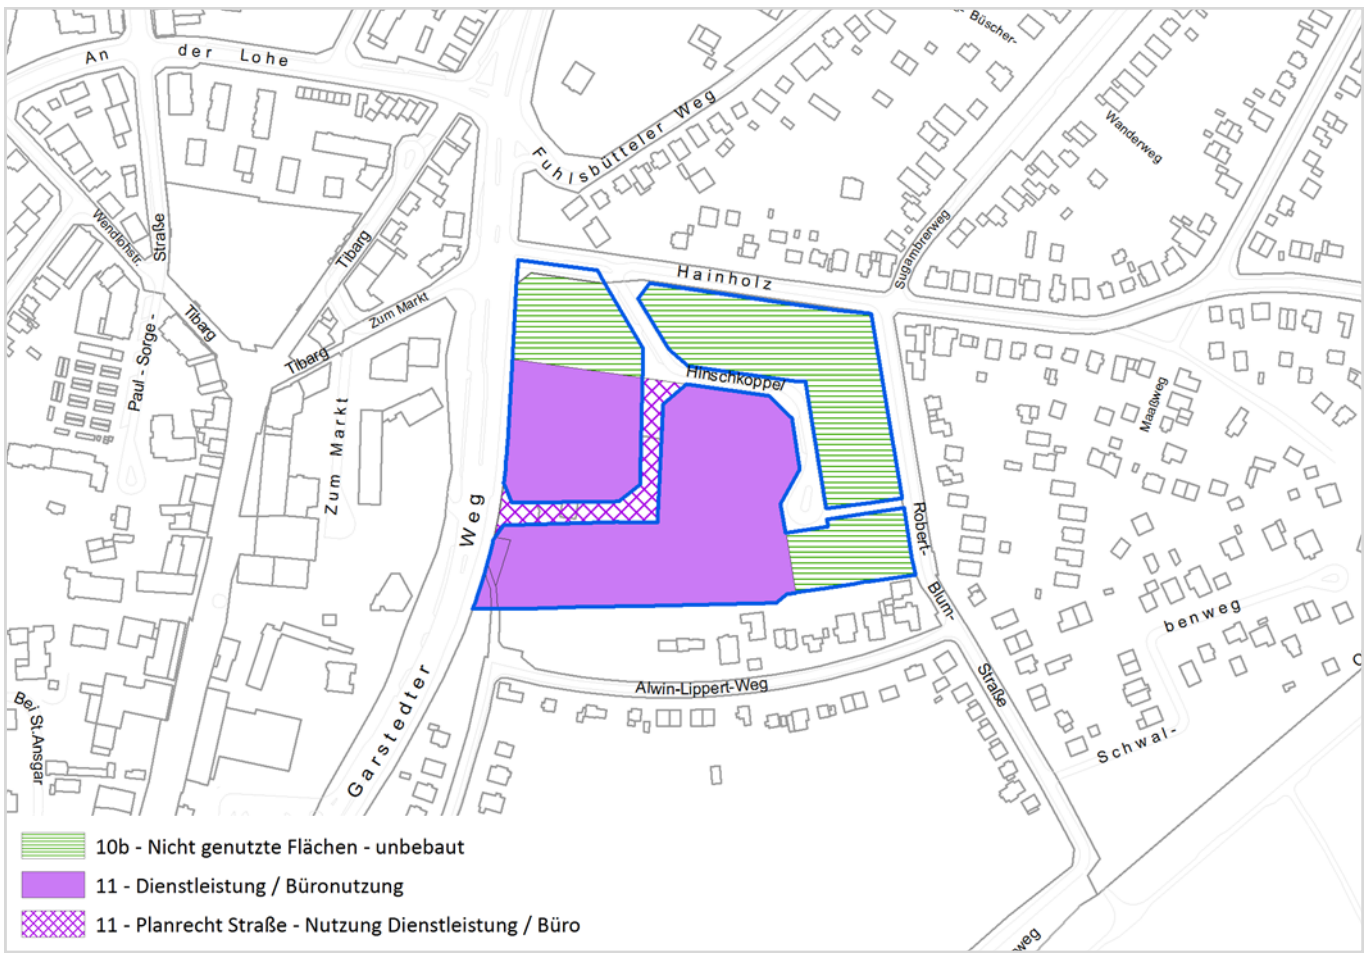 An der Lohe
Büscher-
Fuhlsbütteler Weg
Wanderweg
Wendlohstr.
Straße
Tibarg
Sugambrerweg
Hainholz
Zum Markt
Tibarg
Tibarg
Paul - Sorge -
Hinschkoppel
Maaßweg
Zum Markt
Weg
Robert-
Blum-
benweg
Straße
Alwin-Lippert-Weg
Bei St.Ansgar
Garstedter
Schwal-
weg
10b - Nicht genutzte Flächen - unbebaut
11 - Dienstleistung / Büronutzung
11 - Planrecht Straße - Nutzung Dienstleistung / Büro